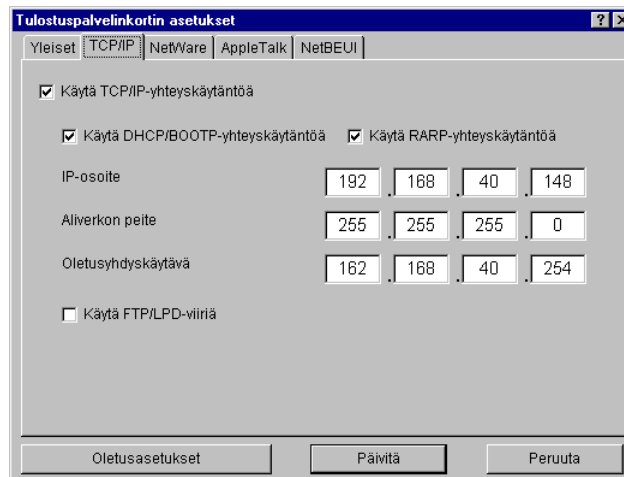 Tulostuspalvelinkortin asetukset
Yleiset TCP/IP NetWare AppleTalk NetBEUI
Käytä TCP/IP-yhteyskäytäntöä
Käytä DHCP/BOOTP-yhteyskäytäntöä Käytä RARP-yhteyskäytäntöä
IP-osoite 192 . 168 . 40 . 148
Aliverkon peite 255 . 255 . 255 . 0
Oletusyhdyskäytävä 162 . 168 . 40 . 254
Käytä FTP/LPD-viiriä
Oletusasetukset Päivitä Peruuta